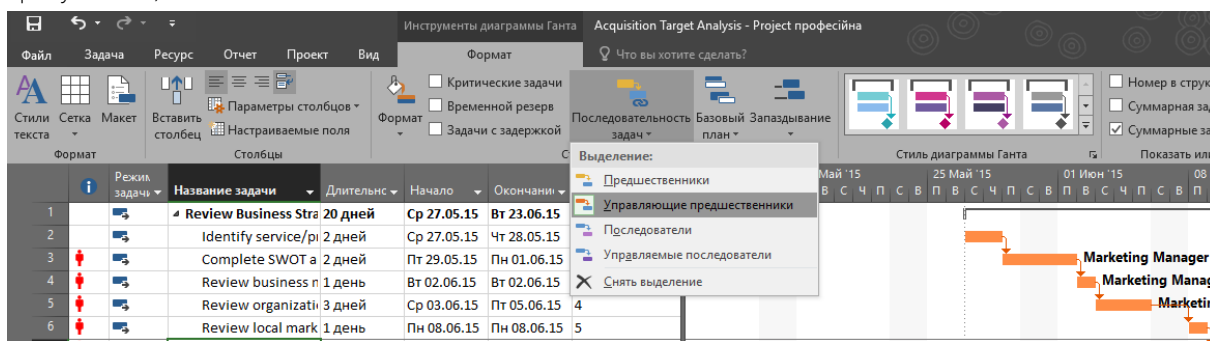 Инструменты диаграммы Ганта
Acquisition Target Analysis - Project професійна
Файл Задача Ресурс Отчет Проект Вид Формат Что вы хотите сделать?
Стили текста
Сетка
Макет
Формат
Вставить столбец
Параметры столбцов
Настраиваемые поля
Столбцы
Формат
Критические задачи
Временной резерв
Задачи с задержкой
Последовательность задач
Базовый план
Запаздывание
Стиль диаграммы Ганта
Номер в струк
Суммарная за
Суммарные за
Показать или
Выделение:
Предшественники
Управляющие предшественники
Последователи
Управляемые последователи
Снять выделение
Режим задачи Название задачи Длительнс Начало Окончани
Май '15 25 Май '15 01 Июн '15 08
В С Ч П С В П В С Ч П С В П В С Ч П С В П
1 Review Business Stra 20 дней Ср 27.05.15 Вт 23.06.15
2 Identify service/pr 2 дней Ср 27.05.15 Чт 28.05.15
3 Complete SWOT a 2 дней Пт 29.05.15 Пн 01.06.15 Marketing Manager
4 Review business n 1 день Вт 02.06.15 Вт 02.06.15 Marketing Manag
5 Review organizati 3 дней Ср 03.06.15 Пт 05.06.15 4 Marketin
6 Review local mark 1 день Пн 08.06.15 Пн 08.06.15 5